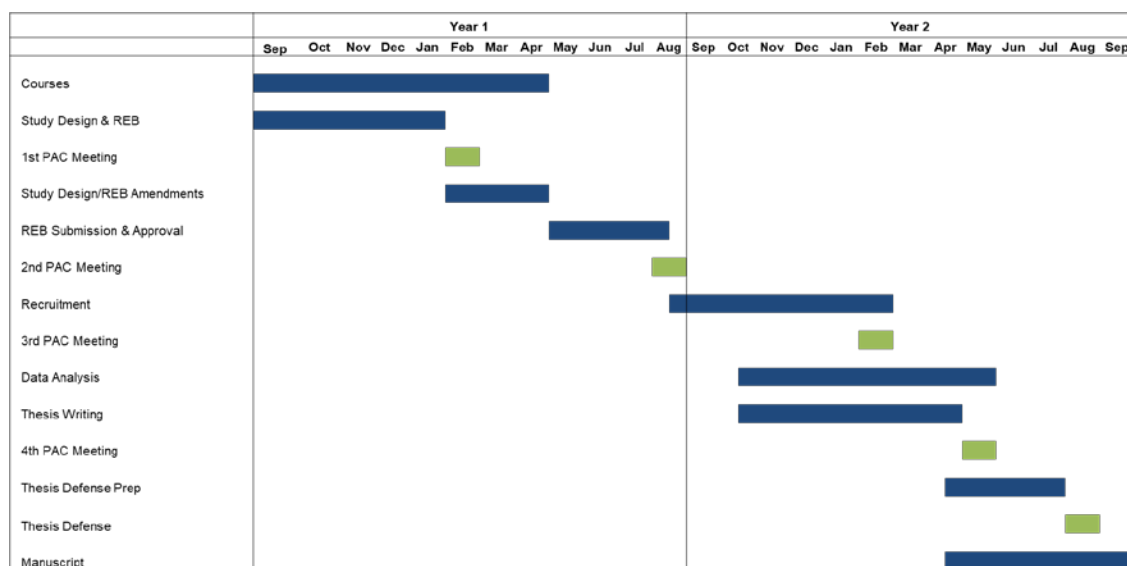 Year 1 Year 2
Sep Oct Nov Dec Jan Feb Mar Apr May Jun Jul Aug Sep Oct Nov Dec Jan Feb Mar Apr May Jun Jul Aug Sep
Courses
Study Design & REB
1st PAC Meeting
Study Design/REB Amendments
REB Submission & Approval
2nd PAC Meeting
Recruitment
3rd PAC Meeting
Data Analysis
Thesis Writing
4th PAC Meeting
Thesis Defense Prep
Thesis Defense
Manuscript